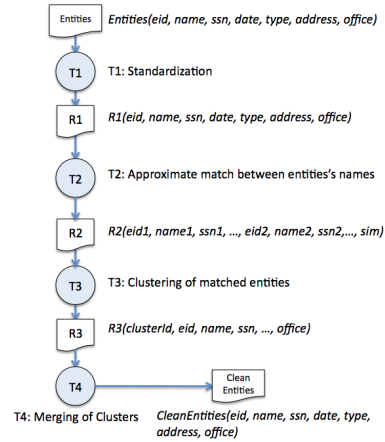 Entities
Entities(eid, name, ssn, date, type, address, office)
T1
T1: Standardization
R1
R1(eid, name, ssn, date, type, address, office)
T2
T2: Approximate match between entities's names
R2
R2(eid1, name1, ssn1, ..., eid2, name2, ssn2,..., sim)
T3
T3: Clustering of matched entities
R3
R3(clusterId, eid, name, ssn, ..., office)
T4
Clean
Entities
T4: Merging of Clusters
CleanEntities(eid, name, ssn, date, type,
address, office)